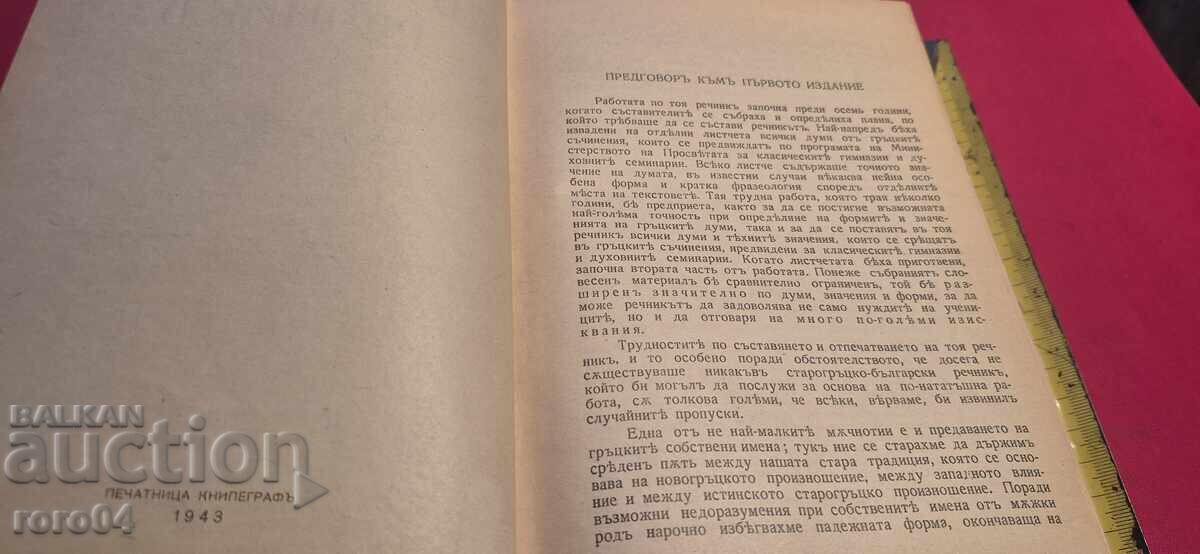 ПЕЧАТНИЦА КНИПЕГРАФЪ
1943
BALKAN
auction
roro04
ПРЕДГОВОРЪ КЪМЪ ПЪРВОТО ИЗДАНИЕ
Работата по тоя речникъ започна преди осемь години,
когато съставителитѣ се събраха и опредѣлиха плана, по
който трѣбваше да се състави речникътъ. Най-напредъ бѣха
извадени на отдѣлни листчета всички думи отъ гръцкитѣ
съчинения, които се предвиждатъ по програмата на Мини-
стерството на Просвѣтата за класическитѣ гимназии и ду-
ховнитѣ семинарии. Всѣко листче съдържаше точното зна-
чение на думата, въ известни случаи нѣкаква нейна осо-
бена форма и кратка фразеология споредъ отдѣлнитѣ
мѣста на текстоветѣ. Тая трудна работа, която трая нѣколко
години, бѣ предприета, както за да се постигне възможната
най-голѣма точность при опредѣляне на формитѣ и значе-
нията на гръцкитѣ думи, така и за да се поставятъ въ тоя
речникъ всички думи и тѣхнитѣ значения, които се срѣщатъ
въ гръцкитѣ съчинения, предвидени за класическитѣ гимназии
и духовнитѣ семинарии. Когато листчетата бѣха приготвени,
започна втората часть отъ работата. Понеже събраниятъ сло-
весенъ материалъ бѣ сравнително ограниченъ, той бѣ раз-
ширенъ значително по думи, значения и форми, за да
може речникътъ да задоволява не само нуждитѣ на учени-
цитѣ, но и да отговаря на много по-голѣми изис-
квания.
Трудноститѣ по съставянето и отпечатването на тоя реч-
никъ, и то особено поради обстоятелството, че досега не
сѫществуваше никакъвъ старогръцко-български речникъ,
който би могълъ да послужи за основа на по-нататъшна ра-
бота, сѫ толкова голѣми, че всѣки, вѣрваме, би извинилъ
случайнитѣ пропуски.
Една отъ не най-малкитѣ мѫчнотии е и предаването на
гръцкитѣ собствени имена; тукъ ние се старахме да държимъ
срѣденъ пѫть между нашата стара традиция, която се осно-
вава на новогръцкото произношение, между западното влия-
ние и между истинското старогръцко произношение. Поради
възможни недоразумения при собственитѣ имена отъ мѫжки
родъ нарочно избѣгвахме падежната форма, окончаваща на